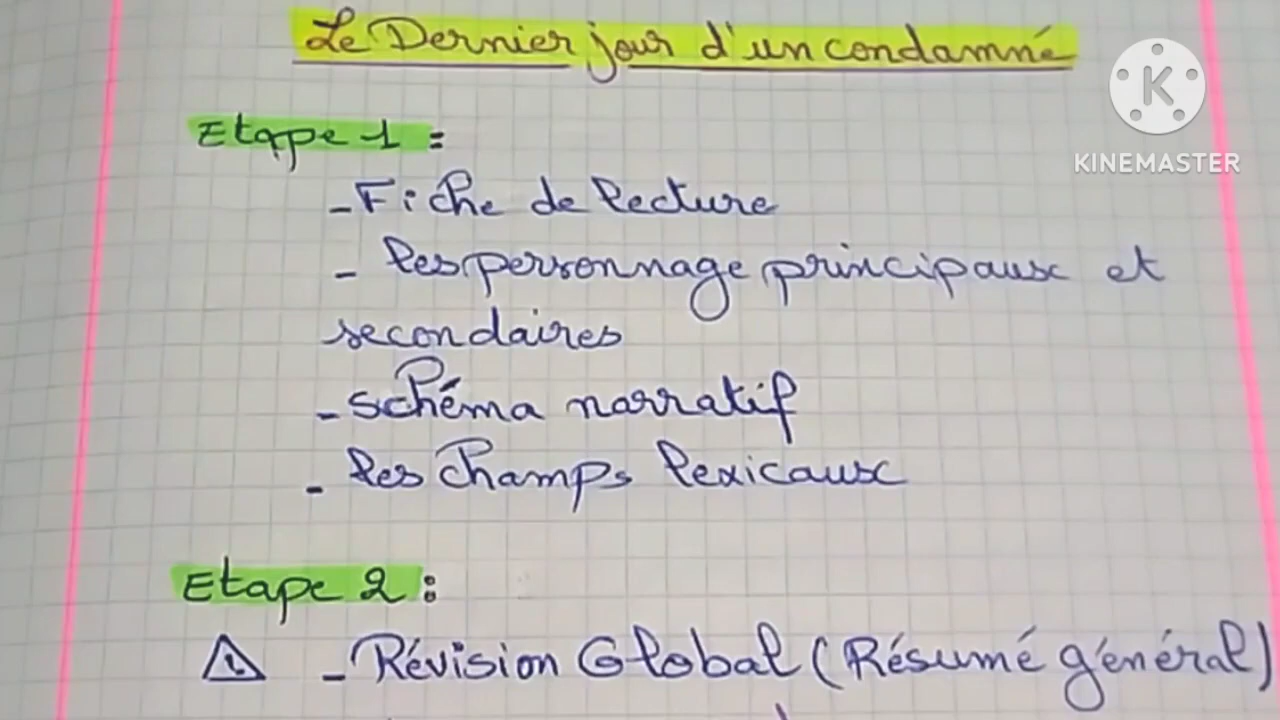 Le Dernier jour d'un condamné
KINEMASTER
Etape 1 :
- Fiche de lecture
- les personnage principaux et
secondaires
- schéma narratif
- les champs lexicaux
Etape 2 :
- Révision Global (Résumé général)